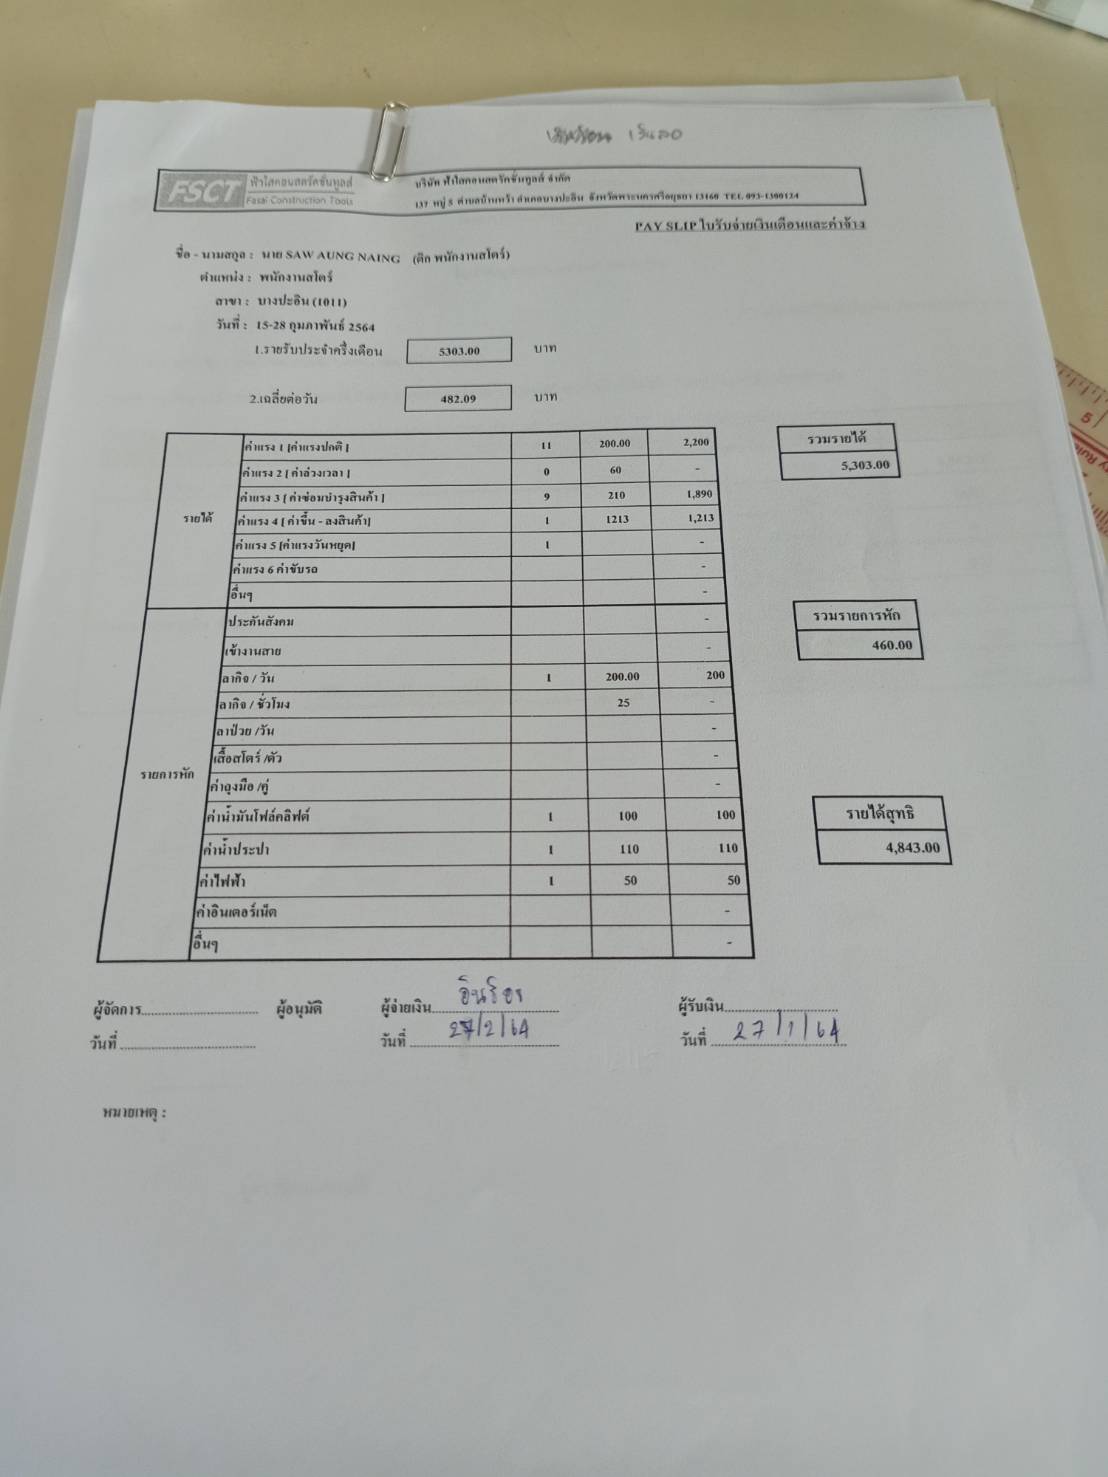 FSCT ฟ้าใสคอนสตรัคชั่นทูลส์
Fasai Construction Tools
บริษัท ฟ้าใสคอนสตรัคชั่นทูลส์ จำกัด
137 หมู่ 5 ตำบลบ้านหว้า อำเภอบางปะอิน จังหวัดพระนครศรีอยุธยา 13160 TEL 093-1300124
PAY SLIP ใบรับจ่ายเงินเดือนและค่าจ้าง
ชื่อ - นามสกุล : นาย SAW AUNG NAING (ติก พนักงานสโตร์)
ตำแหน่ง : พนักงานสโตร์
สาขา : บางปะอิน (1011)
วันที่ : 15-28 กุมภาพันธ์ 2564
1.รายรับประจำครึ่งเดือน 5303.00 บาท
2.เฉลี่ยต่อวัน 482.09 บาท
รายได้
ค่าแรง 1 [ค่าแรงปกติ ] 11 200.00 2,200
ค่าแรง 2 [ ค่าล่วงเวลา ] 0 60 -
ค่าแรง 3 [ ค่าซ่อมบำรุงสินค้า ] 9 210 1,890
ค่าแรง 4 [ ค่าขึ้น - ลงสินค้า] 1 1213 1,213
ค่าแรง 5 [ค่าแรงวันหยุด] 1 -
ค่าแรง 6 ค่าขับรถ -
อื่นๆ -
รวมรายได้
5,303.00
รายการหัก
ประกันสังคม -
เข้างานสาย -
ลากิจ / วัน 1 200.00 200
ลากิจ / ชั่วโมง 25 -
ลาป่วย /วัน -
เสื้อสโตร์ /ตัว -
ค่าถุงมือ /คู่ -
ค่าน้ำมันโฟล์คลิฟต์ 1 100 100
ค่าน้ำประปา 1 110 110
ค่าไฟฟ้า 1 50 50
ค่าอินเตอร์เน็ต -
อื่นๆ -
รวมรายการหัก
460.00
รายได้สุทธิ
4,843.00
ผู้จัดการ ผู้อนุมัติ ผู้จ่ายเงิน ผู้รับเงิน
วันที่ วันที่ 27/2/64 วันที่ 27/1/64
หมายเหตุ :